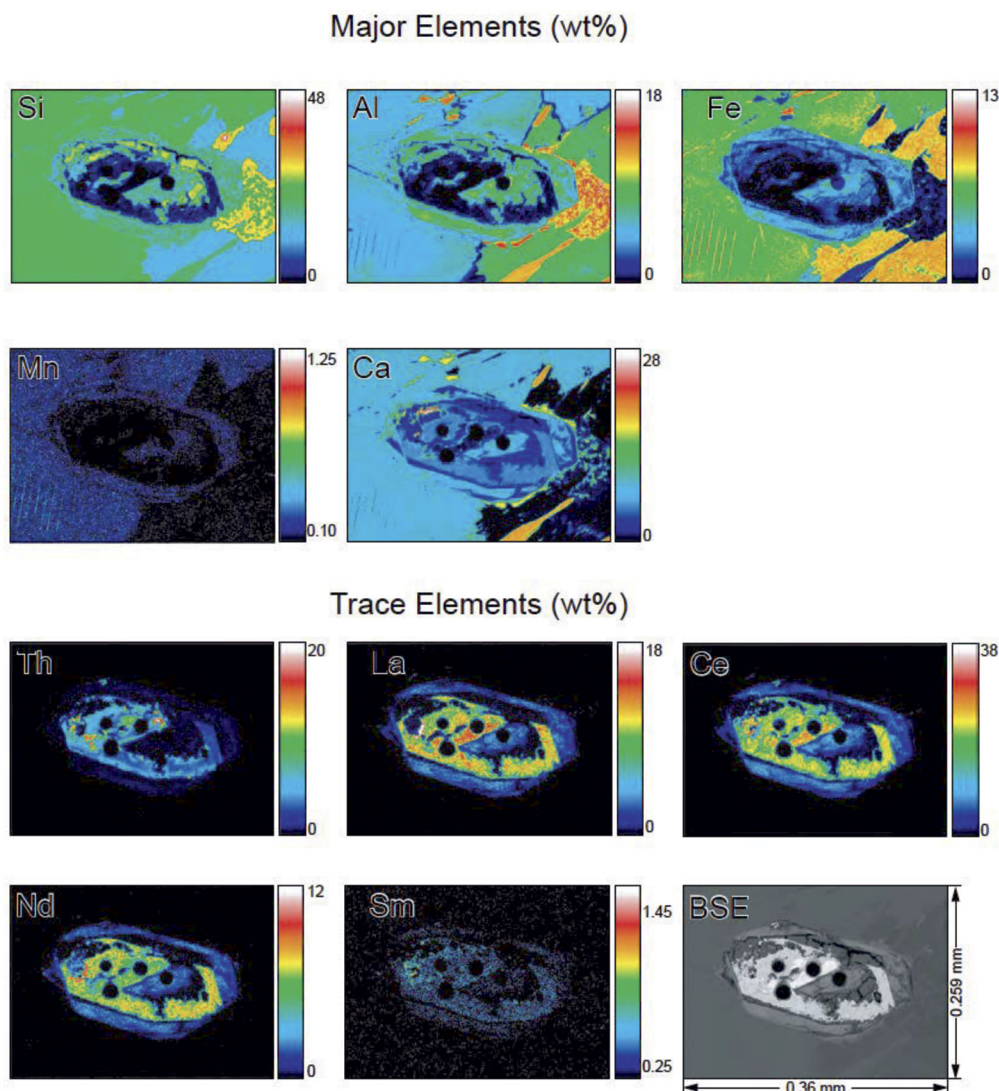 Major Elements (wt%)
Si 48 0
Al 18 0
Fe 13 0
Mn 1.25 0.10
Ca 28 0
Trace Elements (wt%)
Th 20 0
La 18 0
Ce 38 0
Nd 12 0
Sm 1.45 0.25
BSE 0.259 mm
0.36 mm